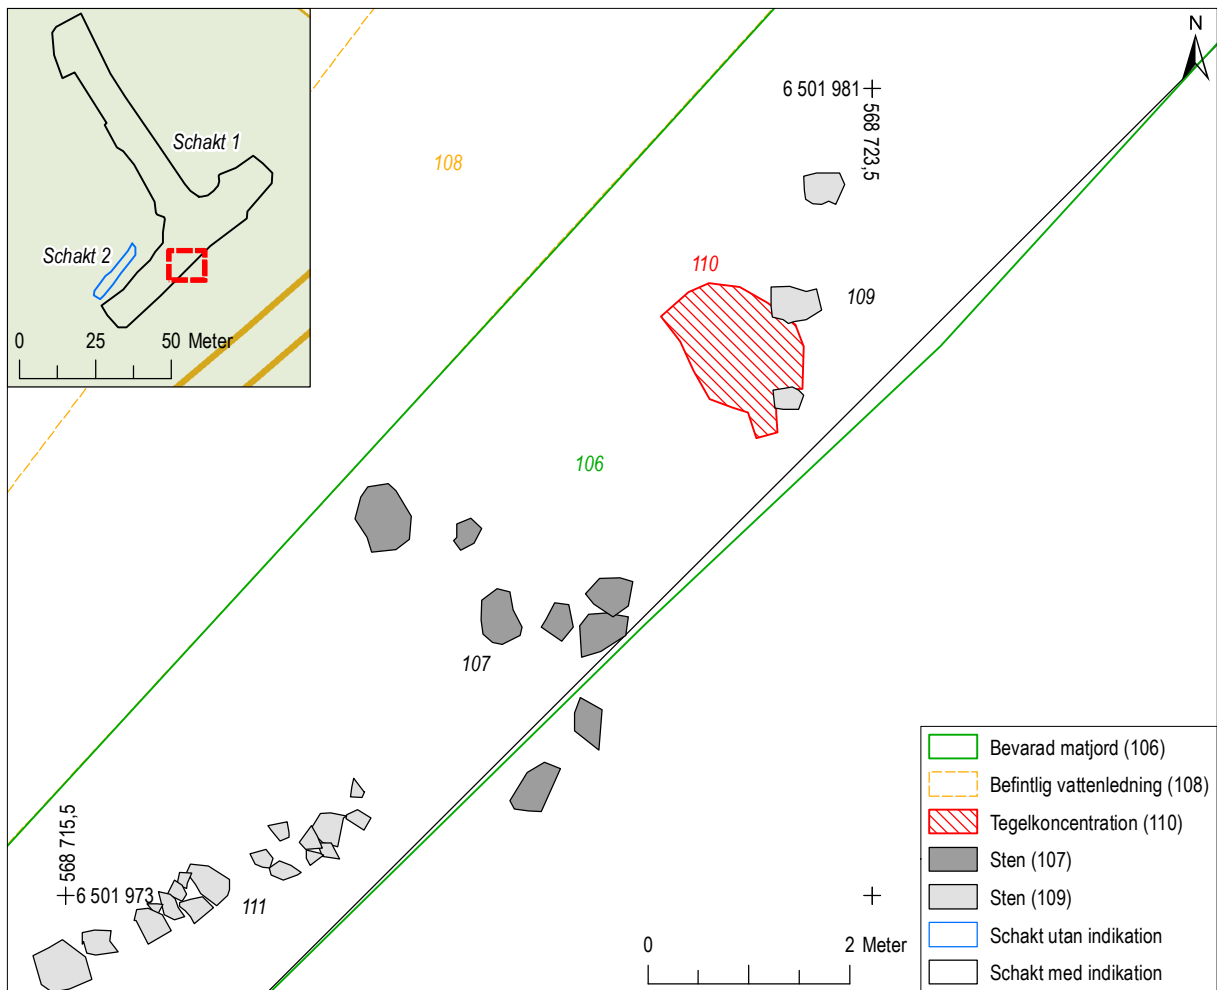 Schakt 1
Schakt 2
0 25 50 Meter
N
6 501 981
568 723,5
108
110
109
106
107
568 715,5
6 501 973
111
0 2 Meter
Bevarad matjord (106)
Befintlig vattenledning (108)
Tegelkoncentration (110)
Sten (107)
Sten (109)
Schakt utan indikation
Schakt med indikation